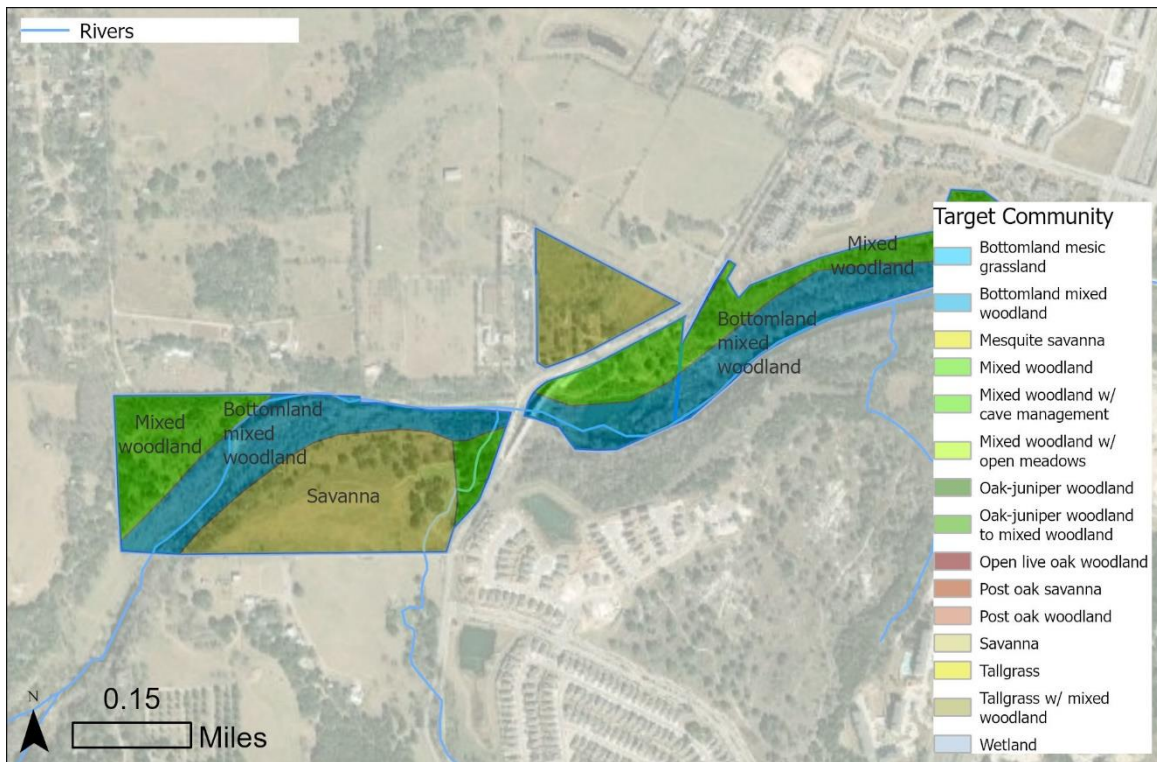 Rivers
Mixed
woodland
Bottomland
mixed
woodland
Mixed
woodland
Bottomland
mixed
woodland
Savanna
Target Community
Bottomland mesic
grassland
Bottomland mixed
woodland
Mesquite savanna
Mixed woodland
Mixed woodland w/
cave management
Mixed woodland w/
open meadows
Oak-juniper woodland
Oak-juniper woodland
to mixed woodland
Open live oak woodland
Post oak savanna
Post oak woodland
Savanna
Tallgrass
Tallgrass w/ mixed
woodland
Wetland
N
0.15
Miles